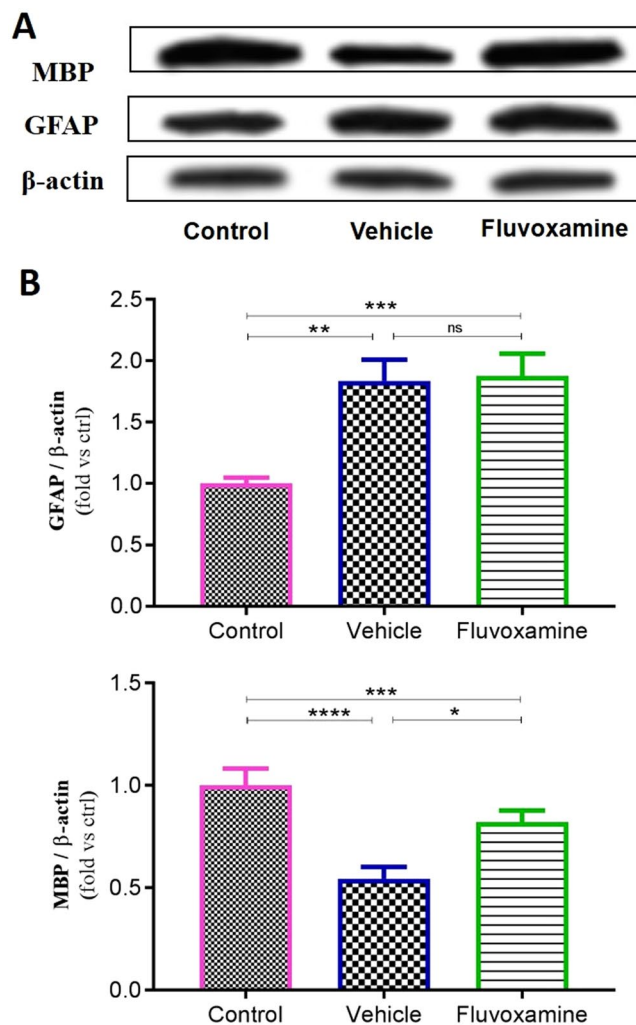 A
MBP
GFAP
β-actin
Control Vehicle Fluvoxamine
B
GFAP / β-actin
(fold vs ctrl)
2.5
2.0
1.5
1.0
0.5
0.0
***
** ns
Control Vehicle Fluvoxamine
MBP / β-actin
(fold vs ctrl)
1.5
1.0
0.5
0.0
***
**** *
Control Vehicle Fluvoxamine